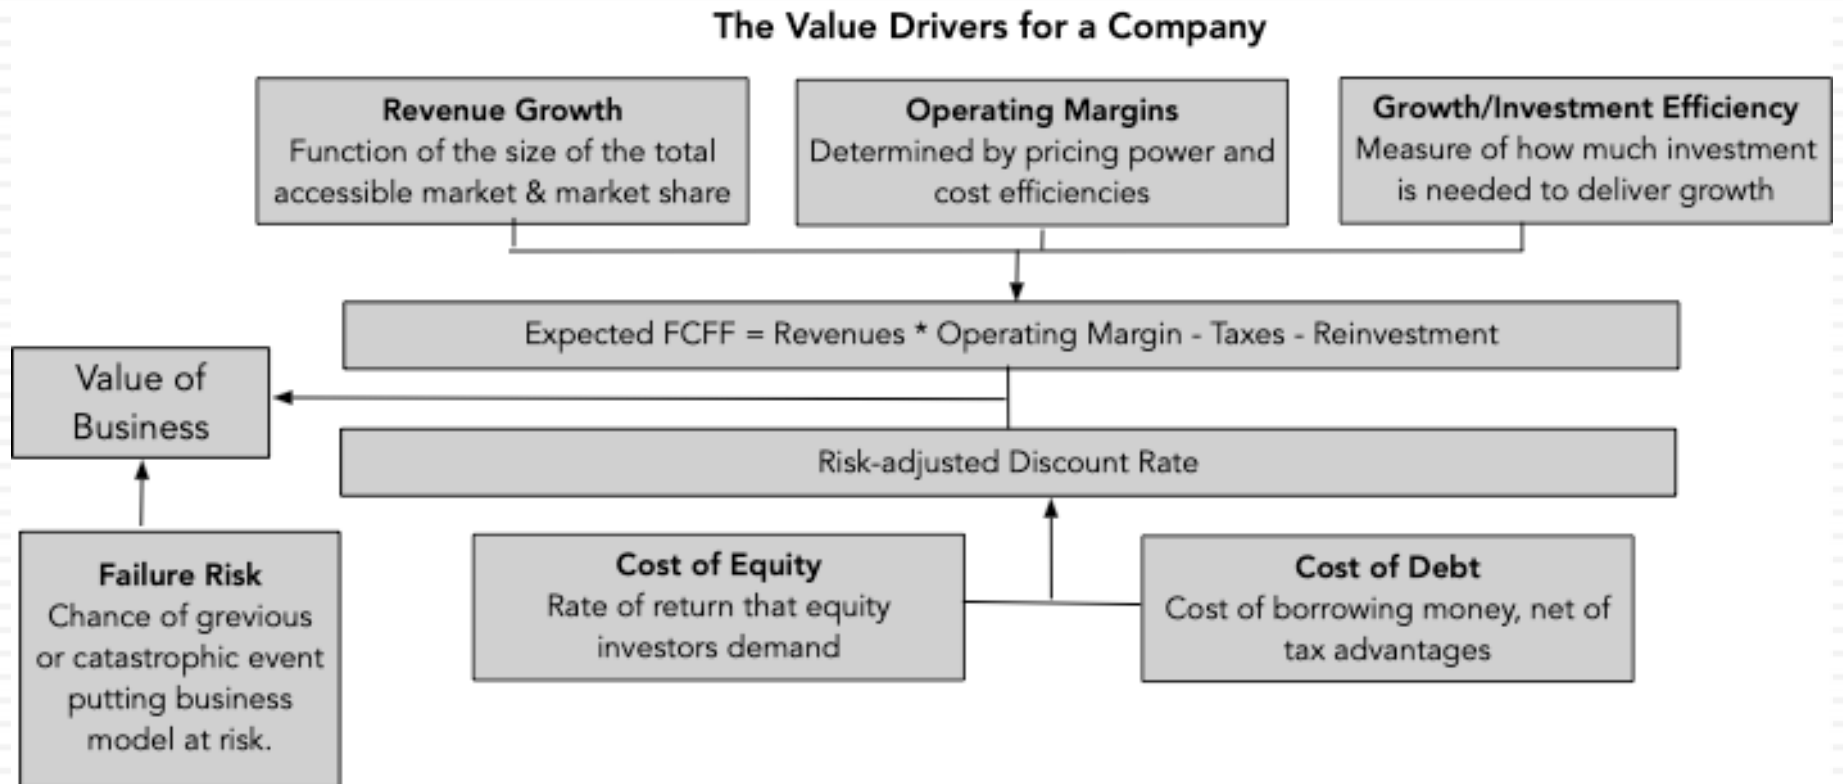 The Value Drivers for a Company
Revenue Growth
Function of the size of the total
accessible market & market share
Operating Margins
Determined by pricing power and
cost efficiencies
Growth/Investment Efficiency
Measure of how much investment
is needed to deliver growth
Expected FCFF = Revenues * Operating Margin - Taxes - Reinvestment
Value of
Business
Risk-adjusted Discount Rate
Failure Risk
Chance of grevious
or catastrophic event
putting business
model at risk.
Cost of Equity
Rate of return that equity
investors demand
Cost of Debt
Cost of borrowing money, net of
tax advantages